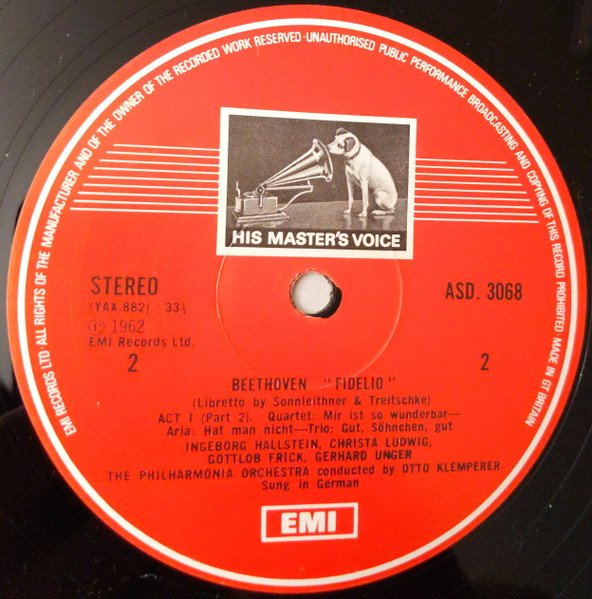 EMI RECORDS LTD · ALL RIGHTS OF THE MANUFACTURER AND OF THE OWNER OF THE RECORDED WORK RESERVED · UNAUTHORISED PUBLIC PERFORMANCE BROADCASTING AND COPYING OF THIS RECORD PROHIBITED · MADE IN GT BRITAIN
HIS MASTER'S VOICE
STEREO
(YAX.882) 33⅓
Ⓟ 1962
EMI Records Ltd.
2
ASD. 3068
2
BEETHOVEN "FIDELIO"
(Libretto by Sonnleithner & Treitschke)
ACT I (Part 2). Quartet: Mir ist so wunderbar—
Aria: Hat man nicht—Trio: Gut, Söhnchen, gut
INGEBORG HALLSTEIN, CHRISTA LUDWIG,
GOTTLOB FRICK, GERHARD UNGER
THE PHILHARMONIA ORCHESTRA conducted by OTTO KLEMPERER
Sung in German
EMI